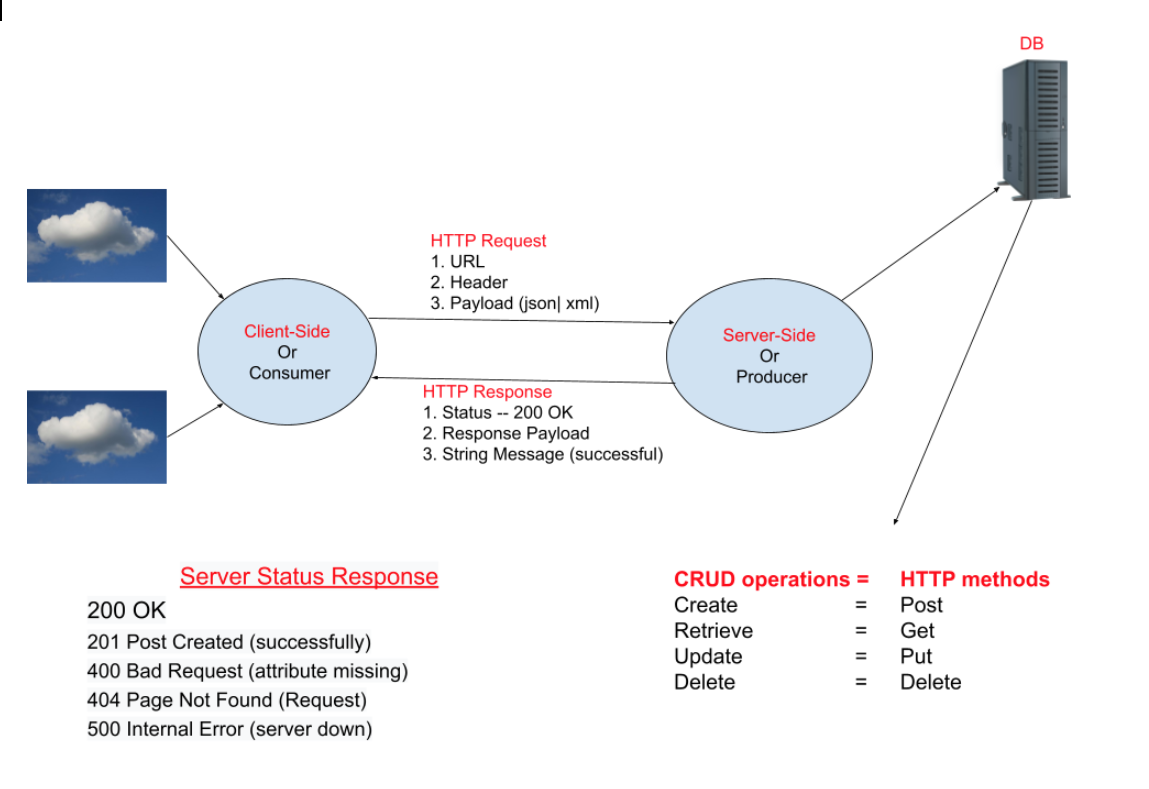 DB
HTTP Request
1. URL
2. Header
3. Payload (json| xml)
Client-Side
Or
Consumer
Server-Side
Or
Producer
HTTP Response
1. Status -- 200 OK
2. Response Payload
3. String Message (successful)
Server Status Response
200 OK
201 Post Created (successfully)
400 Bad Request (attribute missing)
404 Page Not Found (Request)
500 Internal Error (server down)
CRUD operations = HTTP methods
Create = Post
Retrieve = Get
Update = Put
Delete = Delete